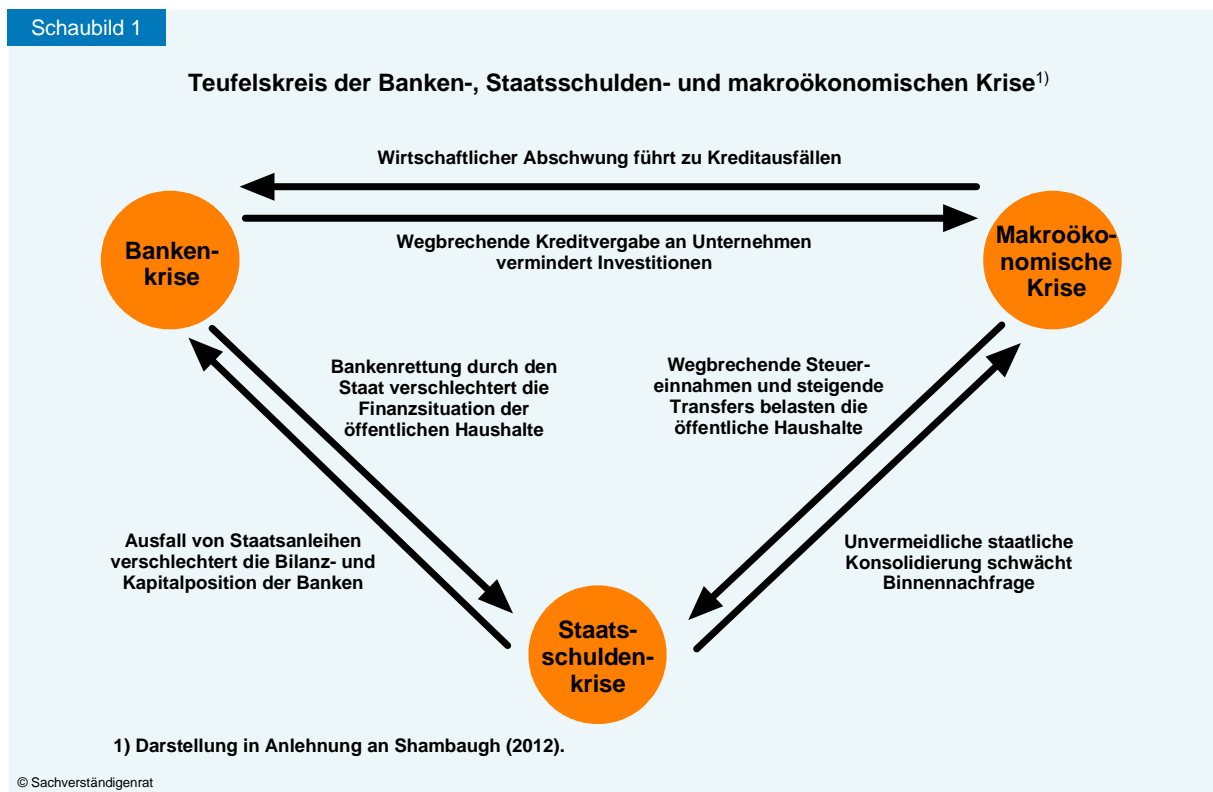 Schaubild 1
Teufelskreis der Banken-, Staatsschulden- und makroökonomischen Krise1)
Wirtschaftlicher Abschwung führt zu Kreditausfällen
Wegbrechende Kreditvergabe an Unternehmen
vermindert Investitionen
Banken-
krise
Makroöko-
nomische
Krise
Bankenrettung durch den
Staat verschlechtert die
Finanzsituation der
öffentlichen Haushalte
Wegbrechende Steuer-
einnahmen und steigende
Transfers belasten die
öffentliche Haushalte
Ausfall von Staatsanleihen
verschlechtert die Bilanz- und
Kapitalposition der Banken
Unvermeidliche staatliche
Konsolidierung schwächt
Binnennachfrage
Staats-
schulden-
krise
1) Darstellung in Anlehnung an Shambaugh (2012).
© Sachverständigenrat